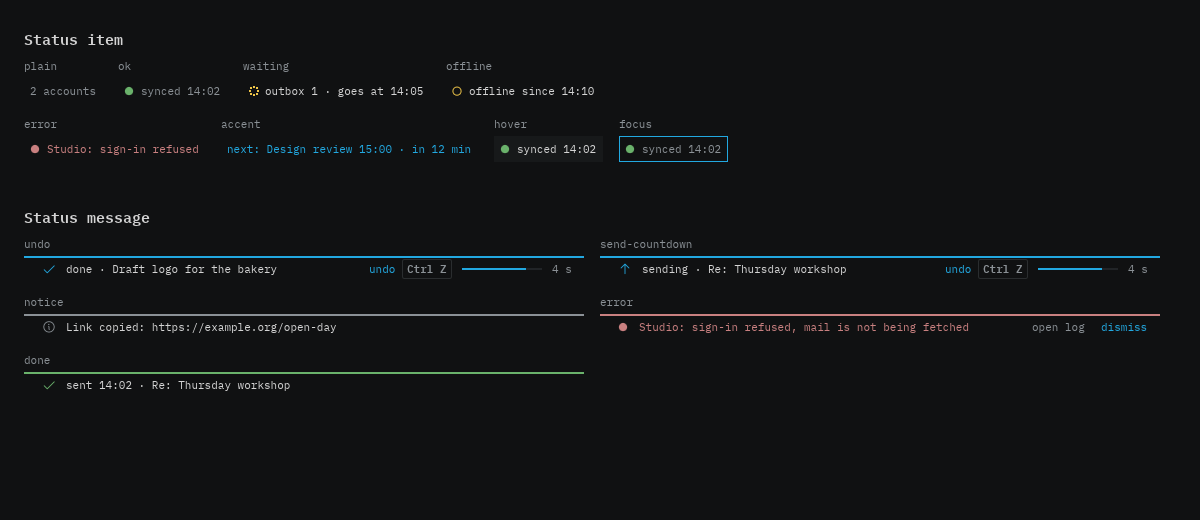 Status item
plain ok waiting offline
2 accounts synced 14:02 outbox 1 · goes at 14:05 offline since 14:10
error accent hover focus
Studio: sign-in refused next: Design review 15:00 · in 12 min synced 14:02 synced 14:02
Status message
undo send-countdown
done · Draft logo for the bakery undo Ctrl Z 4 s sending · Re: Thursday workshop undo Ctrl Z 4 s
notice error
Link copied: https://example.org/open-day Studio: sign-in refused, mail is not being fetched open log dismiss
done
sent 14:02 · Re: Thursday workshop